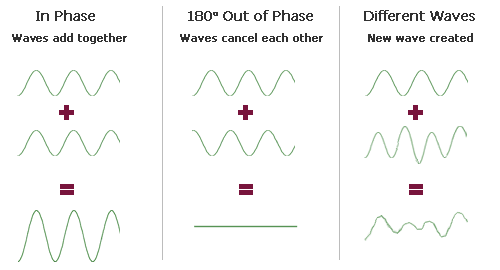 In Phase
Waves add together
180° Out of Phase
Waves cancel each other
Different Waves
New wave created